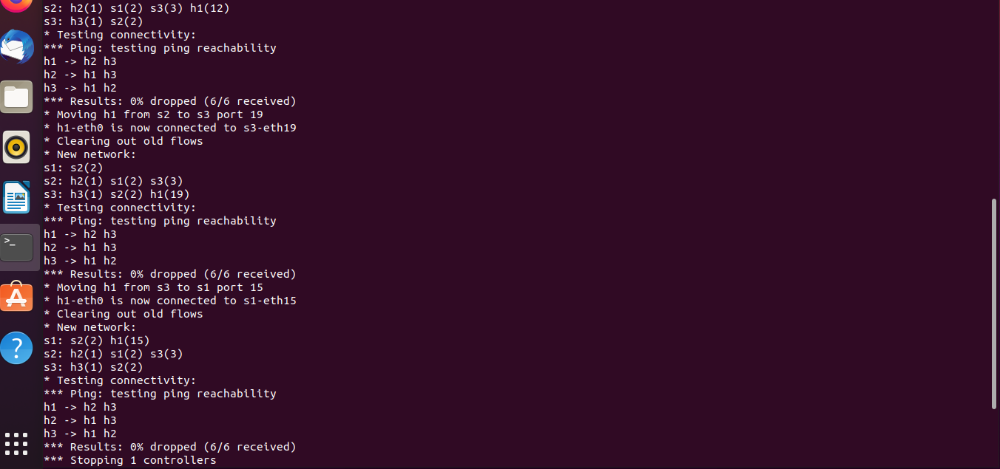 s2: h2(1) s1(2) s3(3) h1(12)
s3: h3(1) s2(2)
* Testing connectivity:
*** Ping: testing ping reachability
h1 -> h2 h3
h2 -> h1 h3
h3 -> h1 h2
*** Results: 0% dropped (6/6 received)
* Moving h1 from s2 to s3 port 19
* h1-eth0 is now connected to s3-eth19
* Clearing out old flows
* New network:
s1: s2(2)
s2: h2(1) s1(2) s3(3)
s3: h3(1) s2(2) h1(19)
* Testing connectivity:
*** Ping: testing ping reachability
h1 -> h2 h3
h2 -> h1 h3
h3 -> h1 h2
*** Results: 0% dropped (6/6 received)
* Moving h1 from s3 to s1 port 15
* h1-eth0 is now connected to s1-eth15
* Clearing out old flows
* New network:
s1: s2(2) h1(15)
s2: h2(1) s1(2) s3(3)
s3: h3(1) s2(2)
* Testing connectivity:
*** Ping: testing ping reachability
h1 -> h2 h3
h2 -> h1 h3
h3 -> h1 h2
*** Results: 0% dropped (6/6 received)
*** Stopping 1 controllers